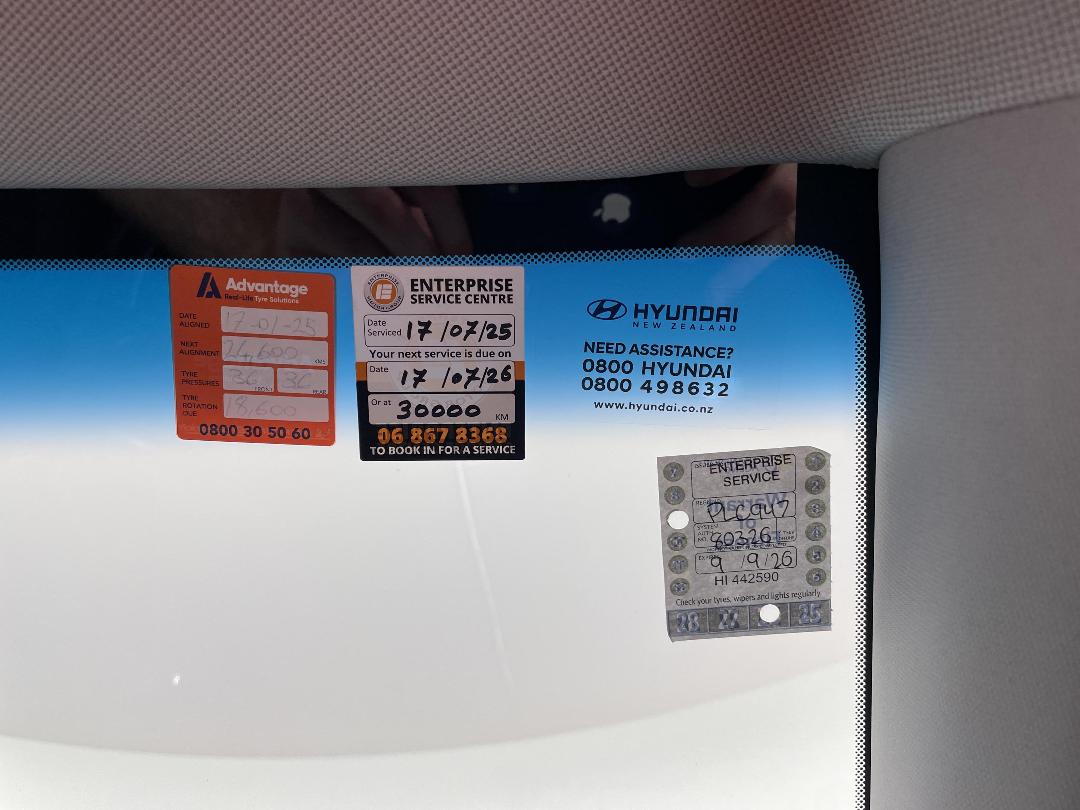 Advantage
Real-Life Tyre Solutions
DATE ALIGNED 17-01-25
NEXT ALIGNMENT 24,600 KMS
TYRE PRESSURES 36 FRONT 36 REAR
TYRE ROTATION DUE 18,600
0800 30 50 60
ENTERPRISE
SERVICE CENTRE
Date Serviced 17/07/25
Your next service is due on
Date 17/07/26
Or at 30000 KM
06 867 8368
TO BOOK IN FOR A SERVICE
HYUNDAI
NEW ZEALAND
NEED ASSISTANCE?
0800 HYUNDAI
0800 498632
www.hyundai.co.nz
ENTERPRISE
SERVICE
PLC947
80326
9/9/26
HI 442590
Check your tyres, wipers and lights regularly